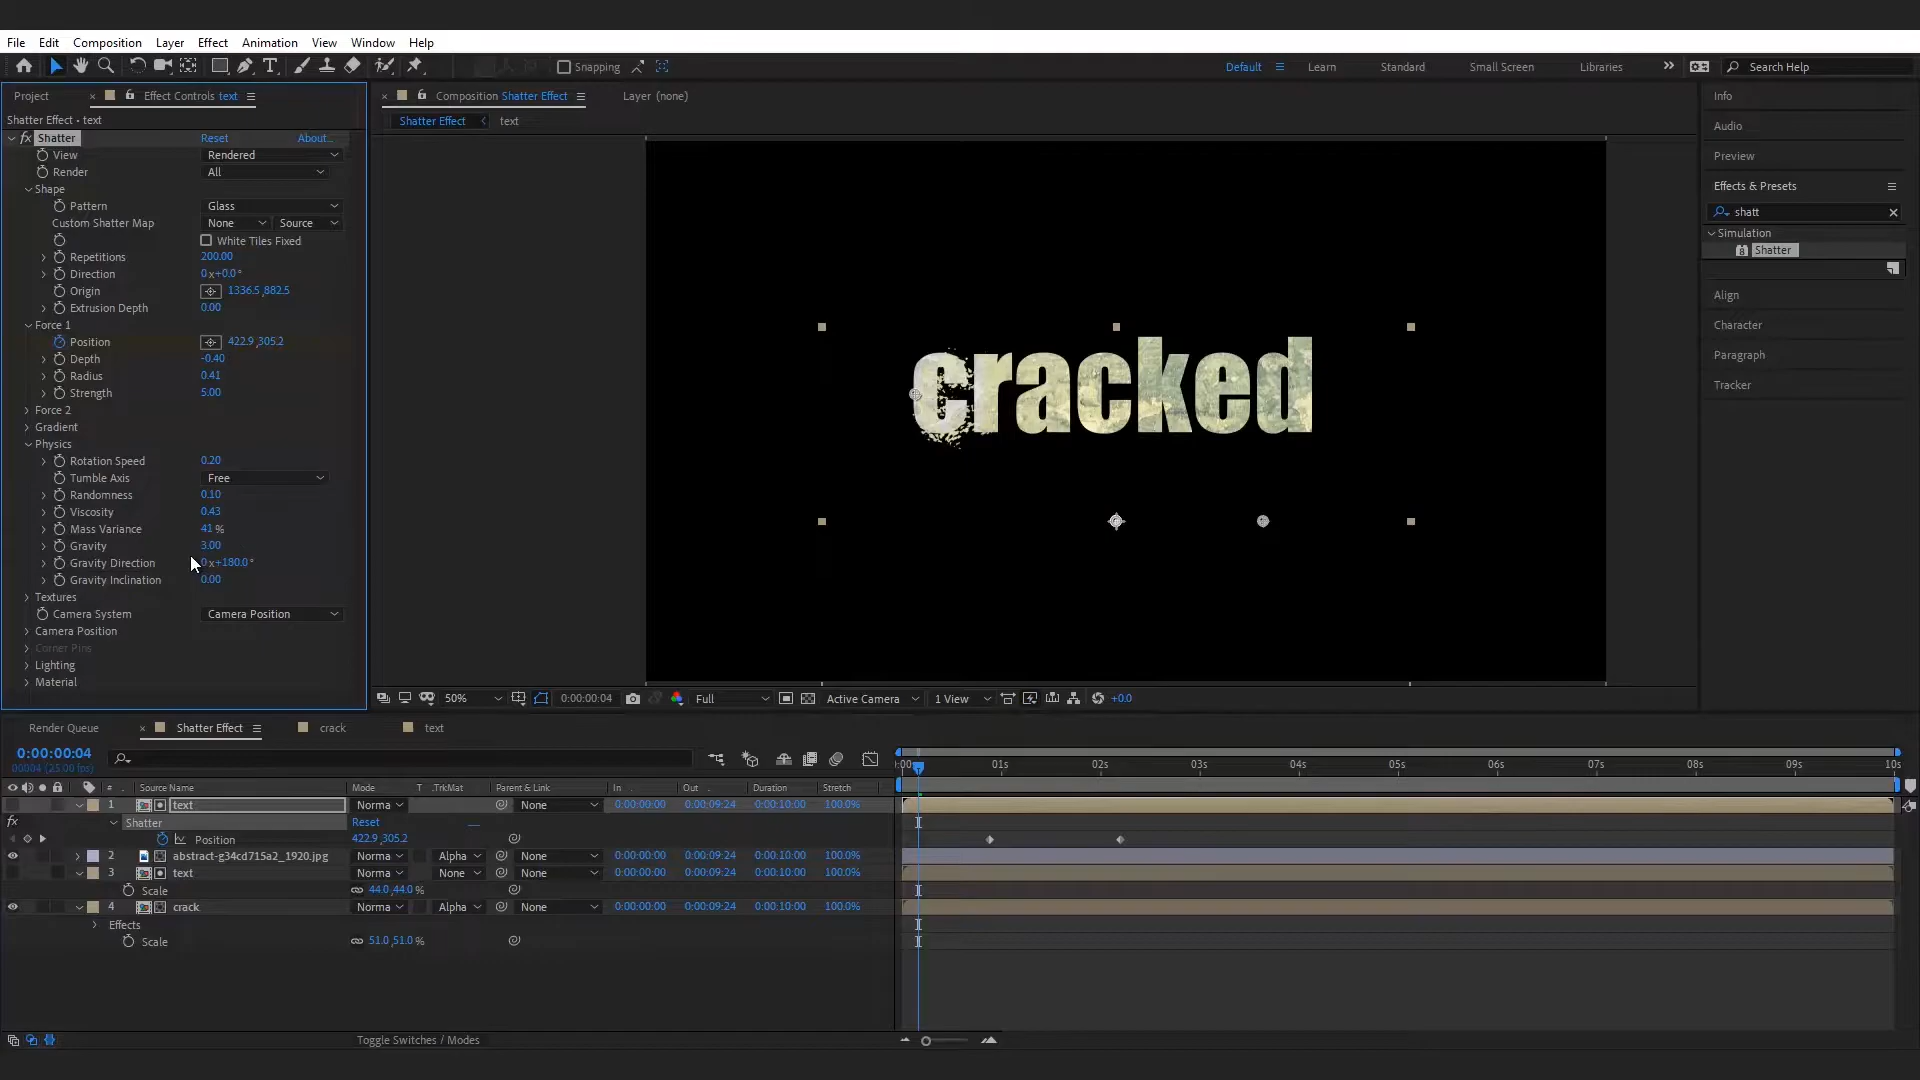 File Edit Composition Layer Effect Animation View Window Help
Snapping Default Learn Standard Small Screen Libraries Search Help
Project Effect Controls text
Shatter Effect - text
fx Shatter Reset About...
View Rendered
Render All
Shape
Pattern Glass
Custom Shatter Map None Source
White Tiles Fixed
Repetitions 200.00
Direction 0x+0.0°
Origin 1336.5,882.5
Extrusion Depth 0.00
Force 1
Position 422.9,305.2
Depth -0.40
Radius 0.41
Strength 5.00
Force 2
Gradient
Physics
Rotation Speed 0.20
Tumble Axis Free
Randomness 0.10
Viscosity 0.43
Mass Variance 41 %
Gravity 3.00
Gravity Direction 0x+180.0°
Gravity Inclination 0.00
Textures
Camera System Camera Position
Camera Position
Corner Pins
Lighting
Material
Composition Shatter Effect Layer (none)
Shatter Effect text
cracked
50% 0:00:00:04 Full Active Camera 1 View +0.0
Info
Audio
Preview
Effects & Presets
shatt
Simulation
8 Shatter
Align
Character
Paragraph
Tracker
Render Queue Shatter Effect crack text
0:00:00:04
00004 (25.00 fps)
# Source Name Mode T .TrkMat Parent & Link In Out Duration Stretch
1 text Norma None 0:00:00:00 0:00:09:24 0:00:10:00 100.0%
fx Shatter Reset
Position 422.9,305.2
2 abstract-g34cd715a2_1920.jpg Norma Alpha None 0:00:00:00 0:00:09:24 0:00:10:00 100.0%
3 text Norma None None 0:00:00:00 0:00:09:24 0:00:10:00 100.0%
Scale 44.0,44.0 %
4 crack Norma Alpha None 0:00:00:00 0:00:09:24 0:00:10:00 100.0%
Effects
Scale 51.0,51.0 %
:00 01s 02s 03s 04s 05s 06s 07s 08s 09s 10s
Toggle Switches / Modes